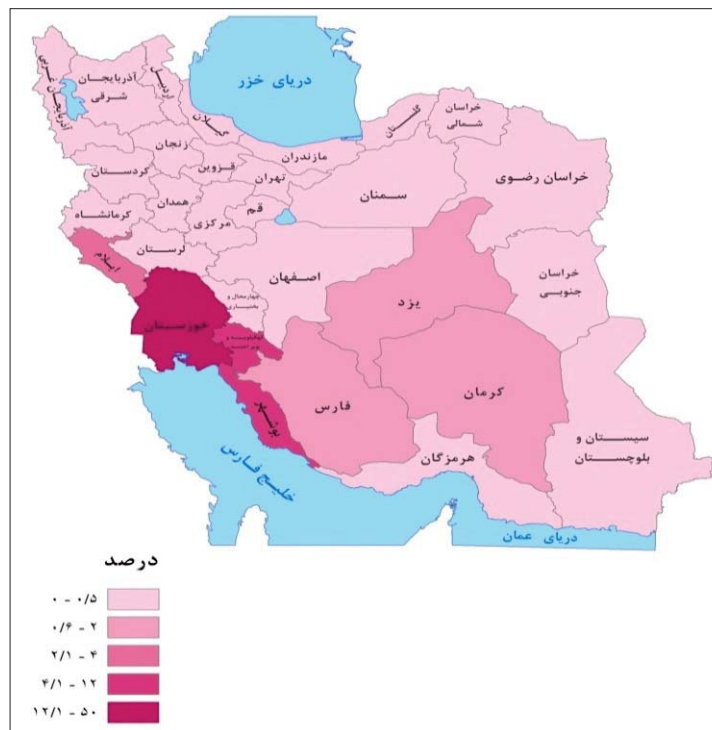 دریای خزر
آذربایجان غربی
آذربایجان
شرقی
اردبیل
گیلان
گلستان
خراسان
شمالی
زنجان
مازندران
کردستان
قزوین
تهران
سمنان
خراسان رضوی
همدان
قم
کرمانشاه
مرکزی
لرستان
ایلام
اصفهان
خراسان
جنوبی
چهارمحال و
بختیاری
یزد
خوزستان
کهگیلویه و
بویر احمد
کرمان
فارس
بوشهر
سیستان و
بلوچستان
هرمزگان
خلیج فارس
دریای عمان
درصد
۰ - ۰/۵
۰/۶ - ۲
۲/۱ - ۴
۴/۱ - ۱۲
۱۲/۱ - ۵۰